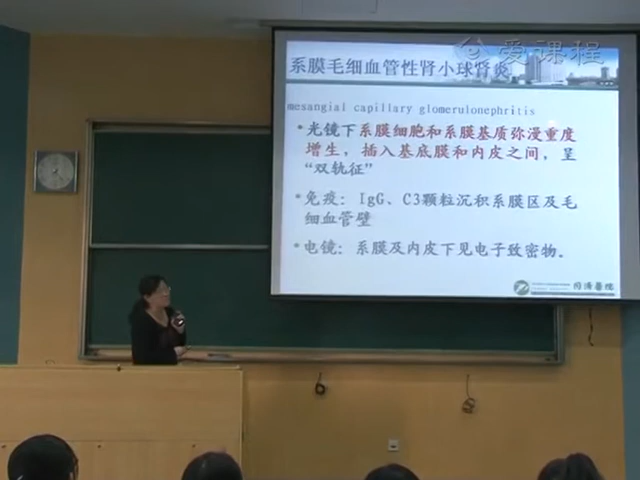 爱课程
系膜毛细血管性肾小球肾炎
mesangial capillary glomerulonephritis
•光镜下系膜细胞和系膜基质弥漫重度
增生，插入基底膜和内皮之间，呈
“双轨征”
•免疫：IgG、C3颗粒沉积系膜区及毛
细血管壁
•电镜：系膜及内皮下见电子致密物。
同济医院